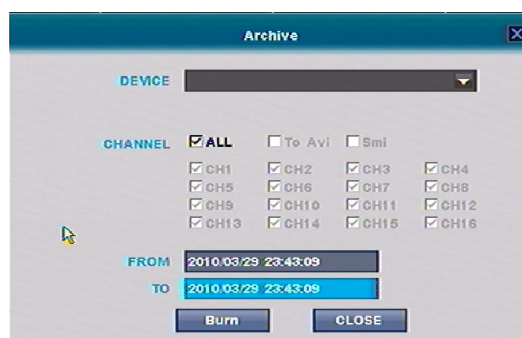 Archive
DEVICE
CHANNEL ALL To Avi Smi
CH1 CH2 CH3 CH4
CH5 CH6 CH7 CH8
CH9 CH10 CH11 CH12
CH13 CH14 CH15 CH16
FROM 2010/03/29 23:43:09
TO 2010/03/29 23:43:09
Burn CLOSE